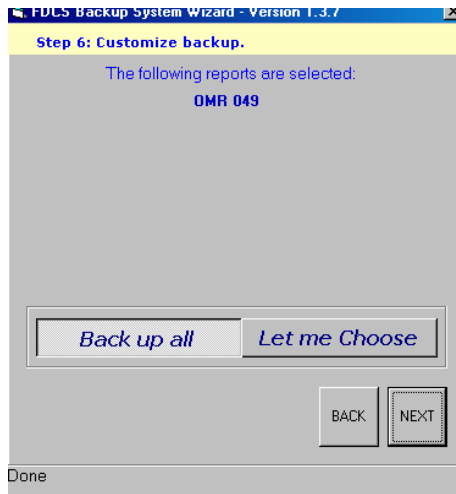 FDCS Backup System Wizard - Version 1.3.7
Step 6: Customize backup.
The following reports are selected:
OMR 049
Back up all
Let me Choose
BACK
NEXT
Done